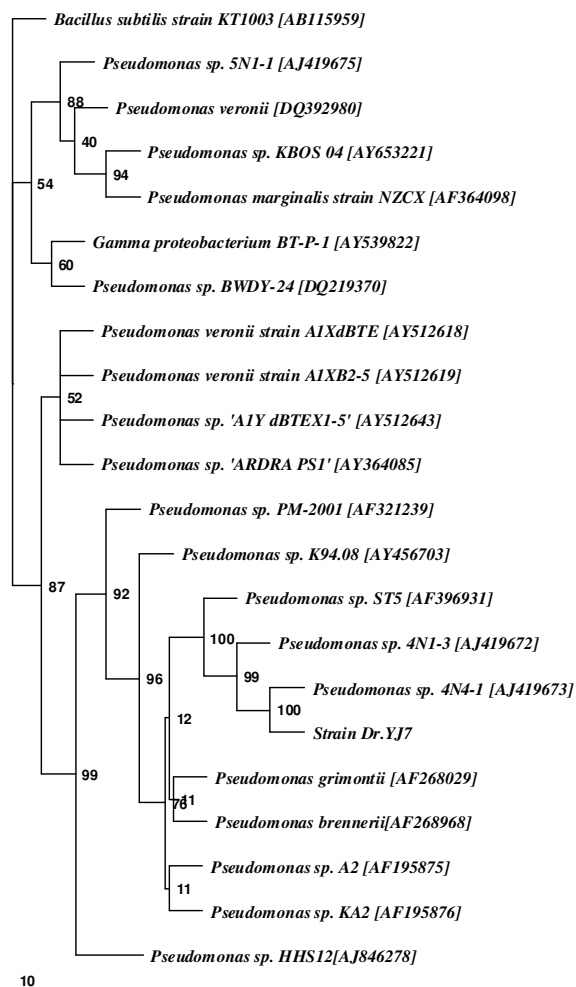 Bacillus subtilis strain KT1003 [AB115959]
Pseudomonas sp. 5N1-1 [AJ419675]
88
Pseudomonas veronii [DQ392980]
40
Pseudomonas sp. KBOS 04 [AY653221]
94
54
Pseudomonas marginalis strain NZCX [AF364098]
Gamma proteobacterium BT-P-1 [AY539822]
60
Pseudomonas sp. BWDY-24 [DQ219370]
Pseudomonas veronii strain A1XdBTE [AY512618]
Pseudomonas veronii strain A1XB2-5 [AY512619]
52
Pseudomonas sp. 'A1Y dBTEX1-5' [AY512643]
Pseudomonas sp. 'ARDRA PS1' [AY364085]
Pseudomonas sp. PM-2001 [AF321239]
Pseudomonas sp. K94.08 [AY456703]
87
92
Pseudomonas sp. ST5 [AF396931]
100
Pseudomonas sp. 4N1-3 [AJ419672]
99
96
Pseudomonas sp. 4N4-1 [AJ419673]
100
12
Strain Dr.YJ7
99
Pseudomonas grimontii [AF268029]
76
11
Pseudomonas brennerii[AF268968]
Pseudomonas sp. A2 [AF195875]
11
Pseudomonas sp. KA2 [AF195876]
Pseudomonas sp. HHS12[AJ846278]
10